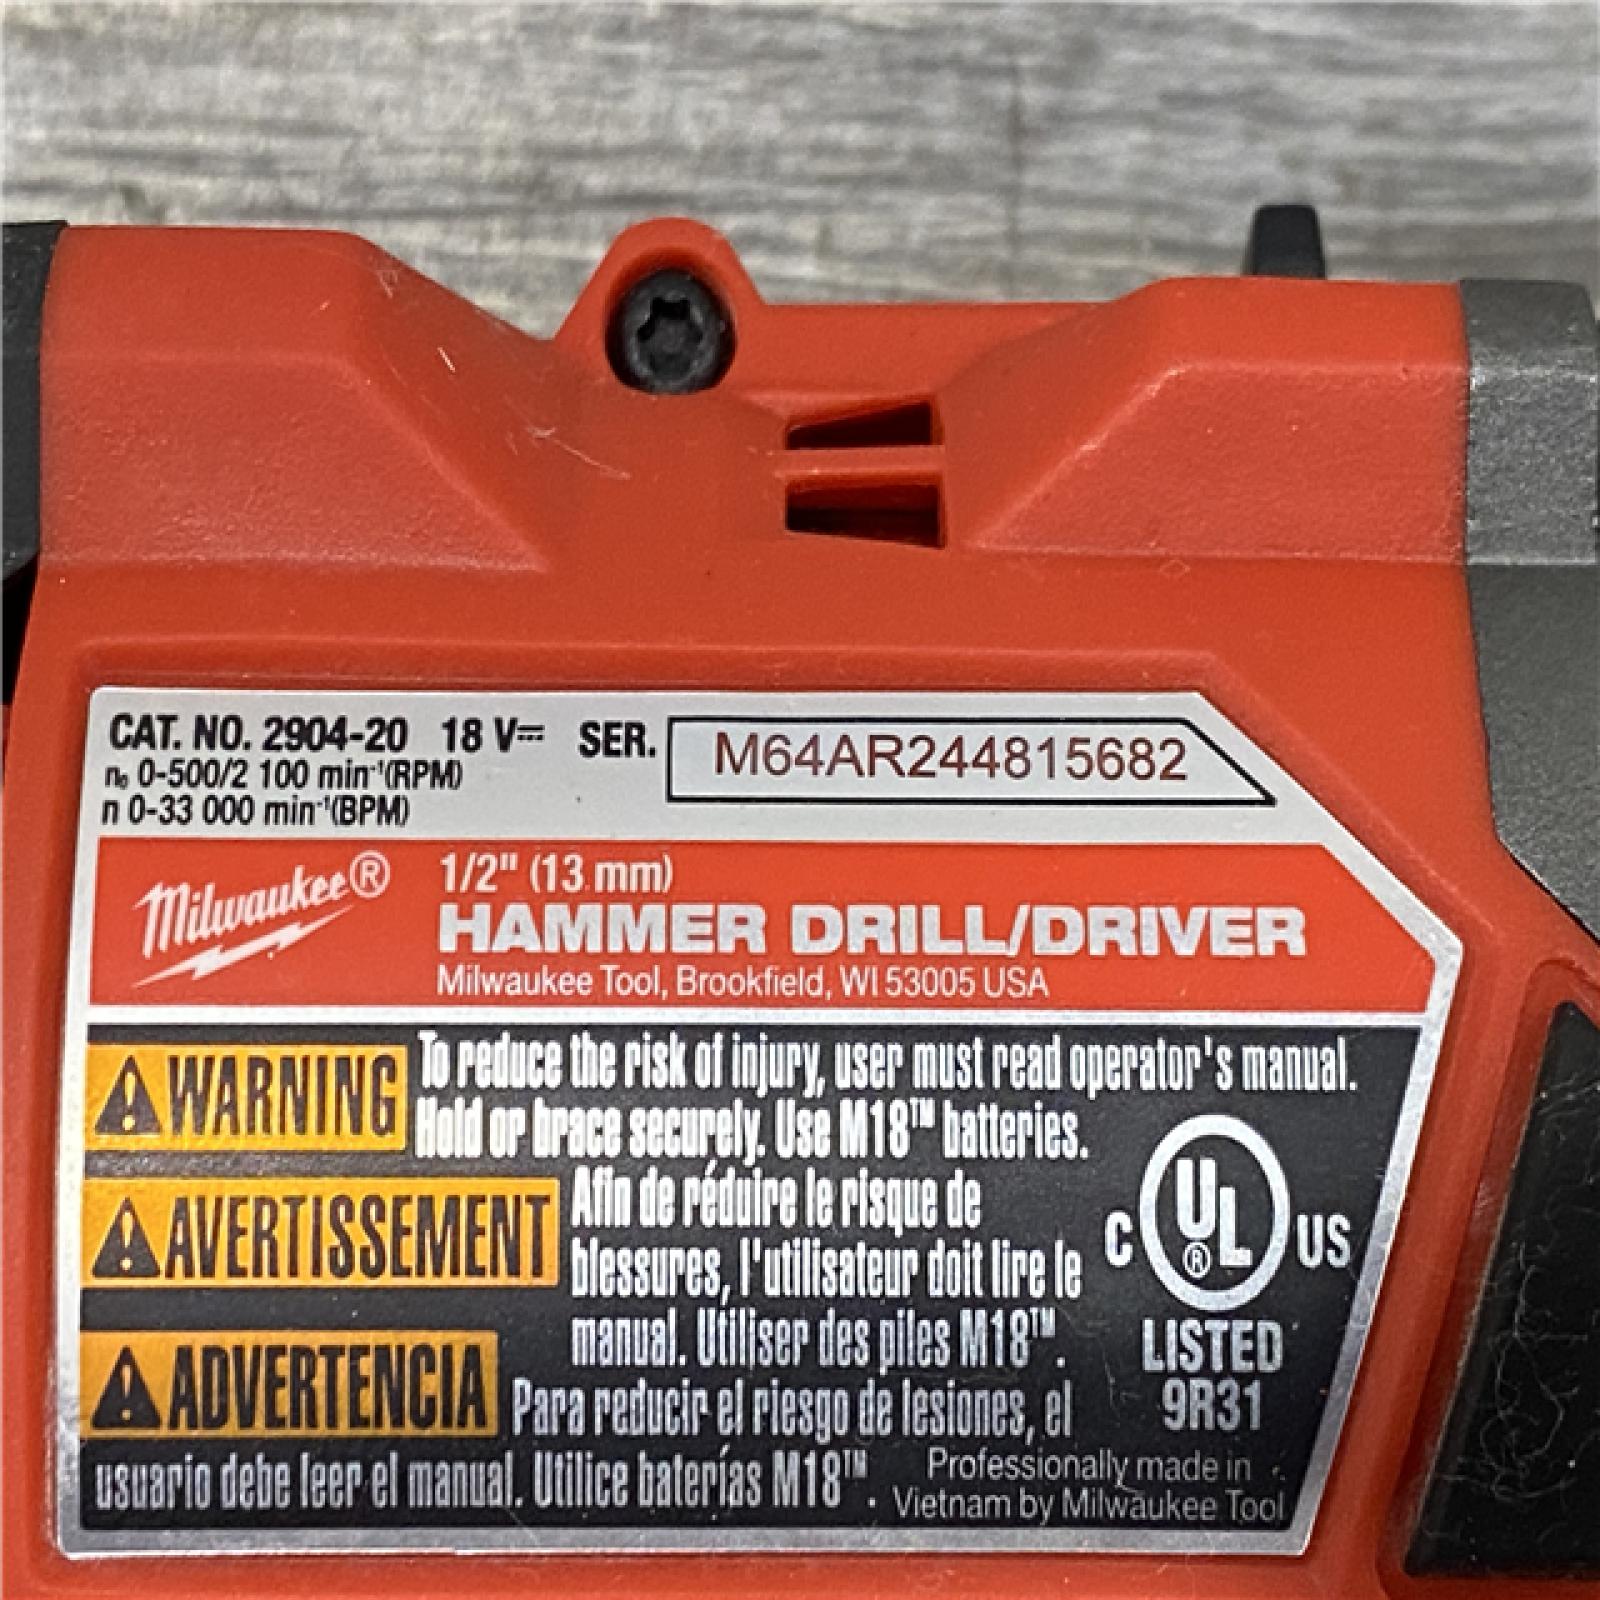 CAT. NO. 2904-20 18 V⎓ SER. M64AR244815682
n₀ 0-500/2 100 min⁻¹(RPM)
n 0-33 000 min⁻¹(BPM)
Milwaukee®
1/2" (13 mm)
HAMMER DRILL/DRIVER
Milwaukee Tool, Brookfield, WI 53005 USA
⚠WARNING To reduce the risk of injury, user must read operator's manual.
Hold or brace securely. Use M18™ batteries.
⚠AVERTISSEMENT Afin de réduire le risque de
blessures, l'utilisateur doit lire le
manual. Utiliser des piles M18™.
⚠ADVERTENCIA Para reducir el riesgo de lesiones, el
usuario debe leer el manual. Utilice baterías M18™.
C UL® US
LISTED
9R31
Professionally made in
Vietnam by Milwaukee Tool